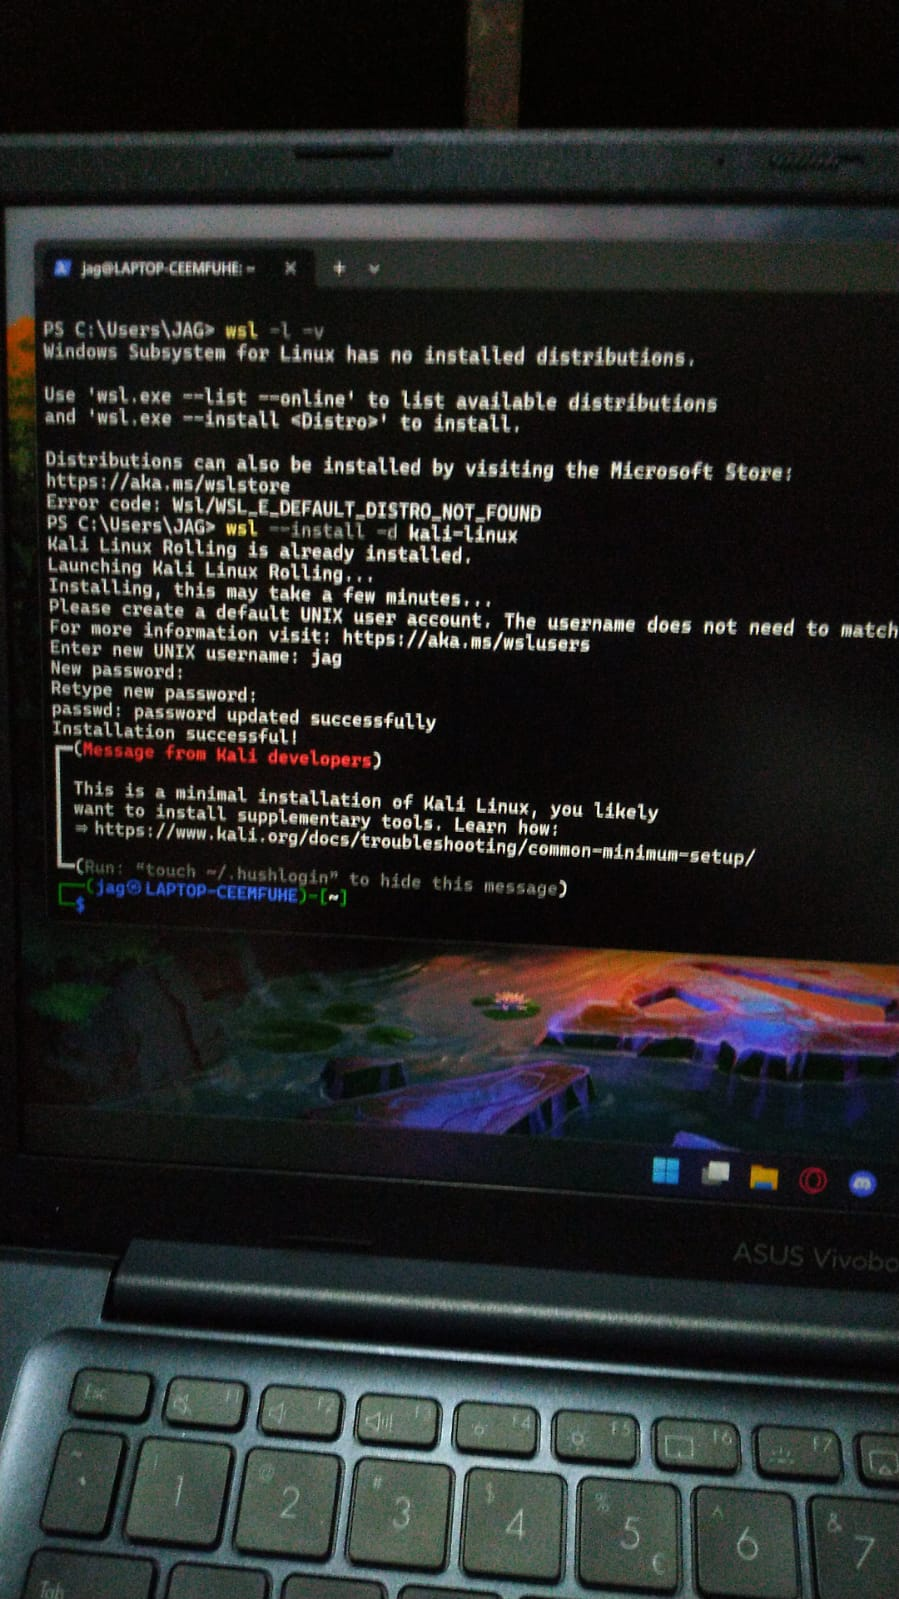 jag@LAPTOP-CEEMFUHE: ~
PS C:\Users\JAG> wsl -l -v
Windows Subsystem for Linux has no installed distributions.
Use 'wsl.exe --list --online' to list available distributions
and 'wsl.exe --install <Distro>' to install.
Distributions can also be installed by visiting the Microsoft Store:
https://aka.ms/wslstore
Error code: Wsl/WSL_E_DEFAULT_DISTRO_NOT_FOUND
PS C:\Users\JAG> wsl --install -d kali-linux
Kali Linux Rolling is already installed.
Launching Kali Linux Rolling...
Installing, this may take a few minutes...
Please create a default UNIX user account. The username does not need to match
For more information visit: https://aka.ms/wslusers
Enter new UNIX username: jag
New password:
Retype new password:
passwd: password updated successfully
Installation successful!
┏━(Message from Kali developers)
┃ This is a minimal installation of Kali Linux, you likely
┃ want to install supplementary tools. Learn how:
┃ ⇒ https://www.kali.org/docs/troubleshooting/common-minimum-setup/
┗━(Run: “touch ~/.hushlogin” to hide this message)
┌──(jag㉿LAPTOP-CEEMFUHE)-[~]
└─$
ASUS Vivobo
Esc F1 F2 F3 F4 F5 F6 F7
~ ! 1 @ 2 # 3 $ 4 % 5 € ^ 6 & 7
Tab